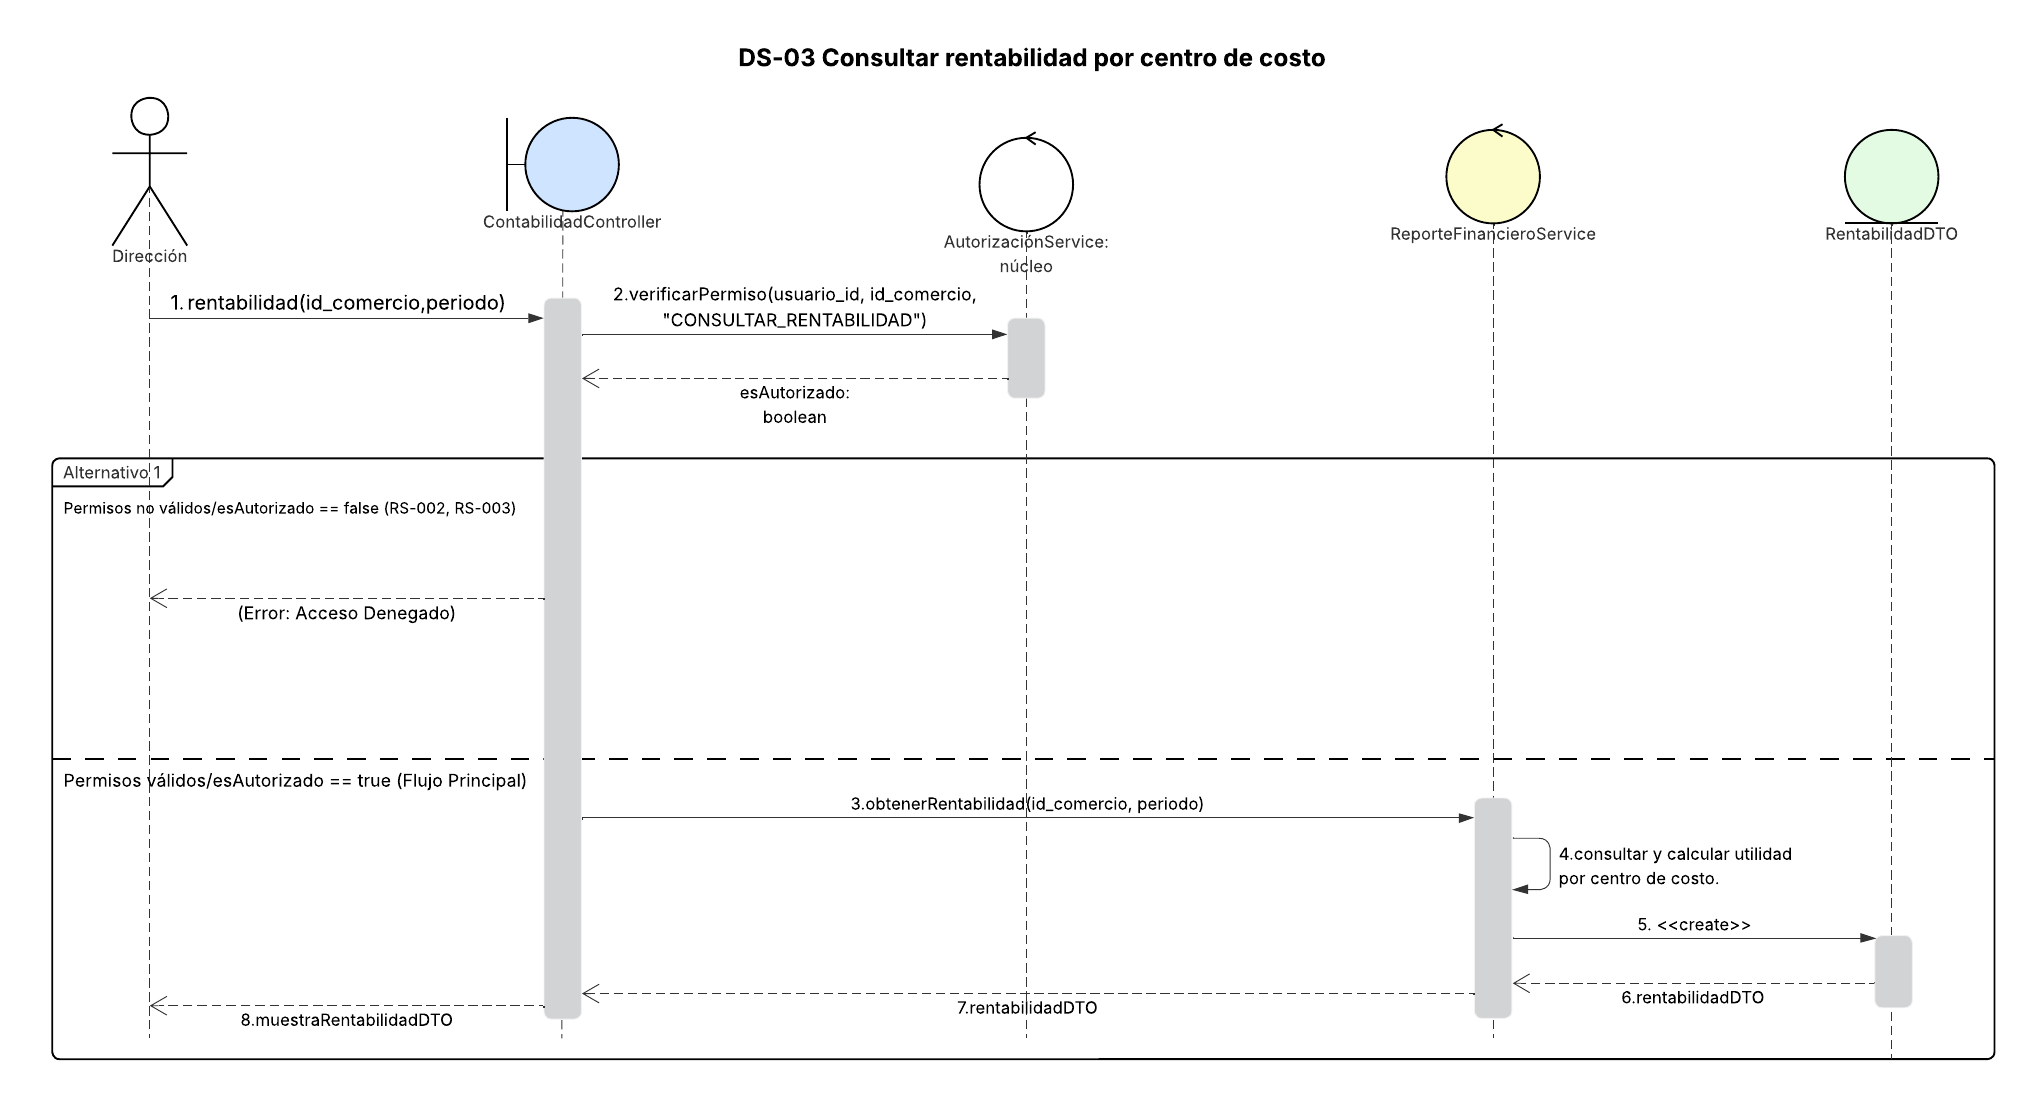 DS-03 Consultar rentabilidad por centro de costo
Dirección
ContabilidadController
AutorizaciónService:
núcleo
ReporteFinancieroService
RentabilidadDTO
1. rentabilidad(id_comercio,periodo)
2.verificarPermiso(usuario_id, id_comercio,
"CONSULTAR_RENTABILIDAD")
esAutorizado:
boolean
Alternativo 1
Permisos no válidos/esAutorizado == false (RS-002, RS-003)
(Error: Acceso Denegado)
Permisos válidos/esAutorizado == true (Flujo Principal)
3.obtenerRentabilidad(id_comercio, periodo)
4.consultar y calcular utilidad
por centro de costo.
5. <<create>>
6.rentabilidadDTO
7.rentabilidadDTO
8.muestraRentabilidadDTO